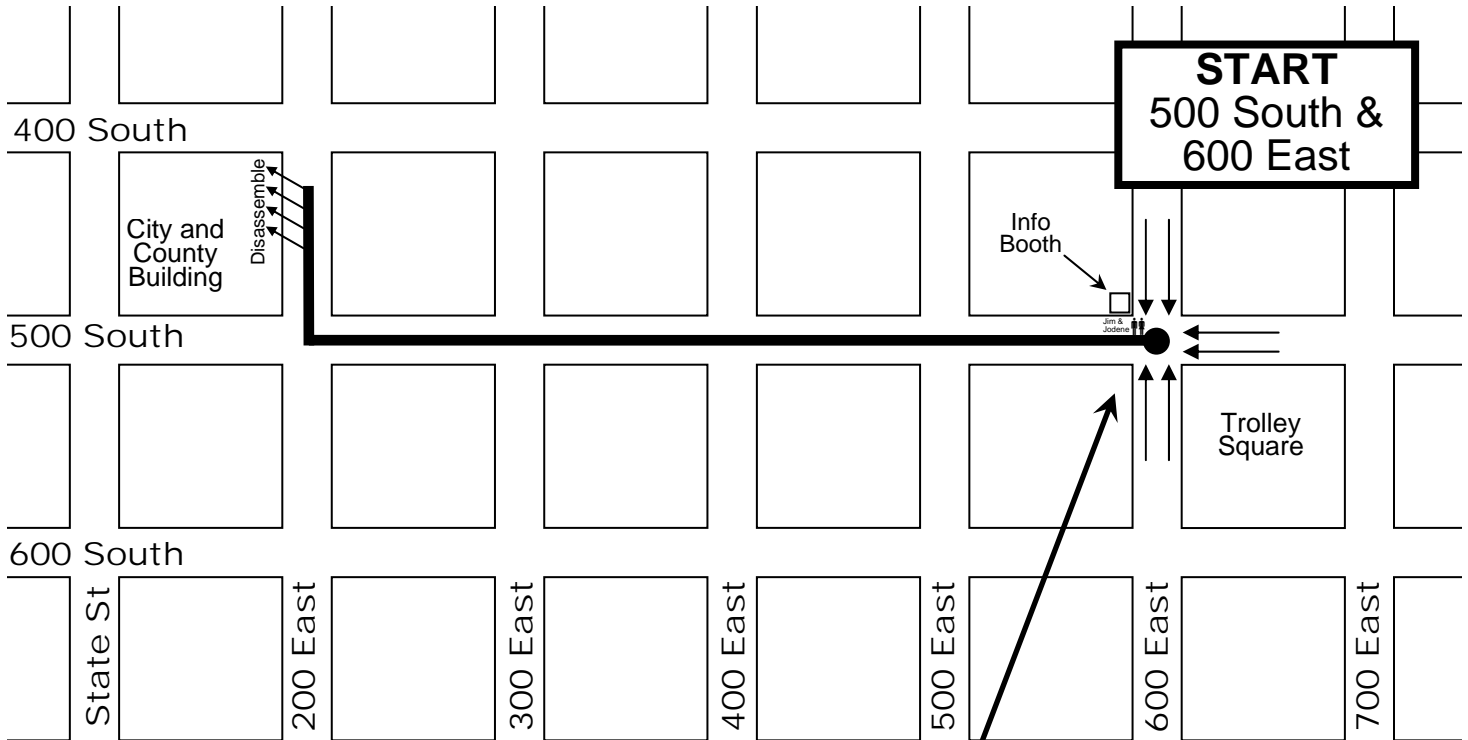 START
500 South &
600 East
400 South
Disassemble
City and
County
Building
Info
Booth
Jim &
Jodene
500 South
Trolley
Square
600 South
State St
200 East
300 East
400 East
500 East
600 East
700 East